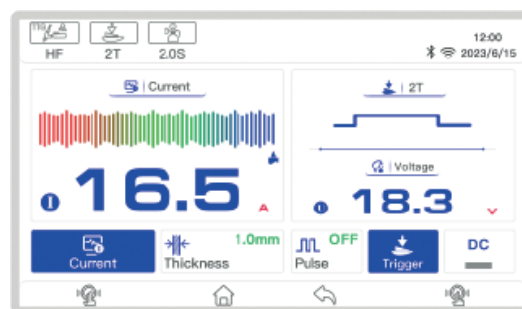 TIG
HF
2T
2.0S
12:00
2023/6/15
Current
2T
16.5
A
Voltage
18.3
V
Current
1.0mm
Thickness
OFF
Pulse
Trigger
DC